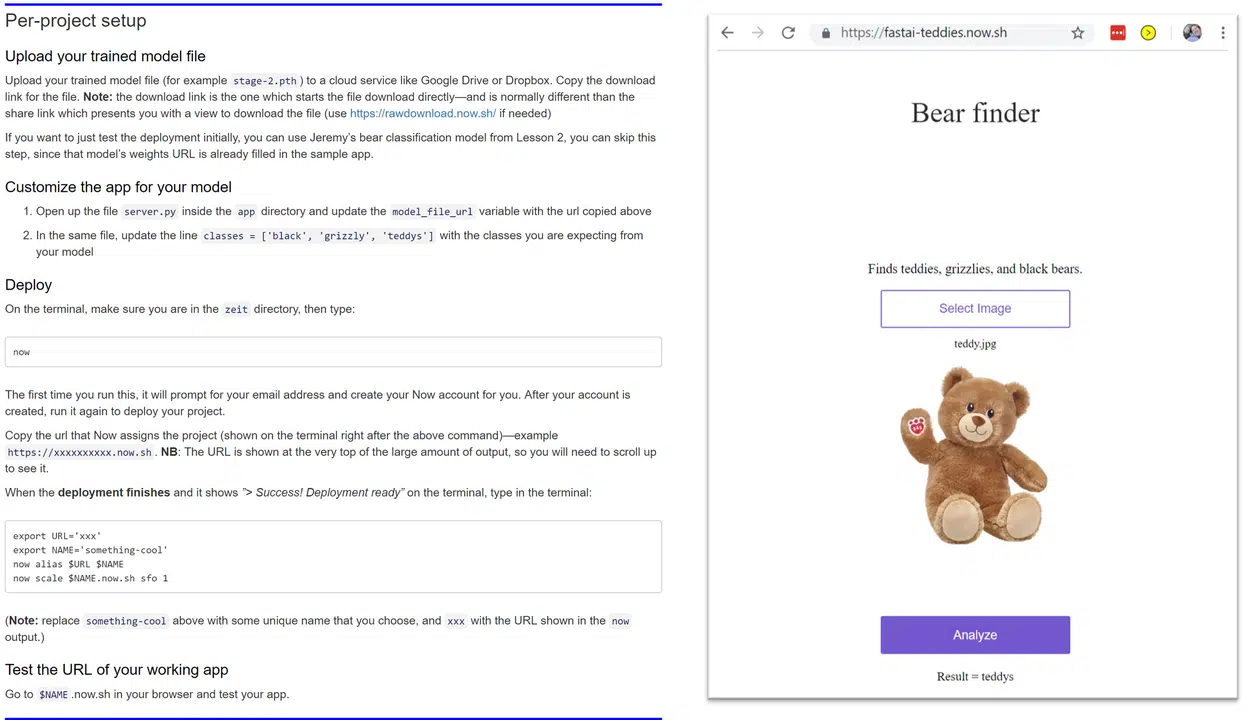 Per-project setup
Upload your trained model file
Upload your trained model file (for example stage-2.pth) to a cloud service like Google Drive or Dropbox. Copy the download
link for the file. Note: the download link is the one which starts the file download directly—and is normally different than the
share link which presents you with a view to download the file (use https://rawdownload.now.sh/ if needed)
If you want to just test the deployment initially, you can use Jeremy's bear classification model from Lesson 2, you can skip this
step, since that model's weights URL is already filled in the sample app.
Customize the app for your model
1. Open up the file server.py inside the app directory and update the model_file_url variable with the url copied above
2. In the same file, update the line classes = ['black', 'grizzly', 'teddys'] with the classes you are expecting from
your model
Deploy
On the terminal, make sure you are in the zeit directory, then type:
now
The first time you run this, it will prompt for your email address and create your Now account for you. After your account is
created, run it again to deploy your project.
Copy the url that Now assigns the project (shown on the terminal right after the above command)—example
https://xxxxxxxxxx.now.sh. NB: The URL is shown at the very top of the large amount of output, so you will need to scroll up
to see it.
When the deployment finishes and it shows "> Success! Deployment ready" on the terminal, type in the terminal:
export URL='xxx'
export NAME='something-cool'
now alias $URL $NAME
now scale $NAME.now.sh sfo 1
(Note: replace something-cool above with some unique name that you choose, and xxx with the URL shown in the now
output.)
Test the URL of your working app
Go to $NAME.now.sh in your browser and test your app.
https://fastai-teddies.now.sh
Bear finder
Finds teddies, grizzlies, and black bears.
Select Image
teddy.jpg
Analyze
Result = teddys